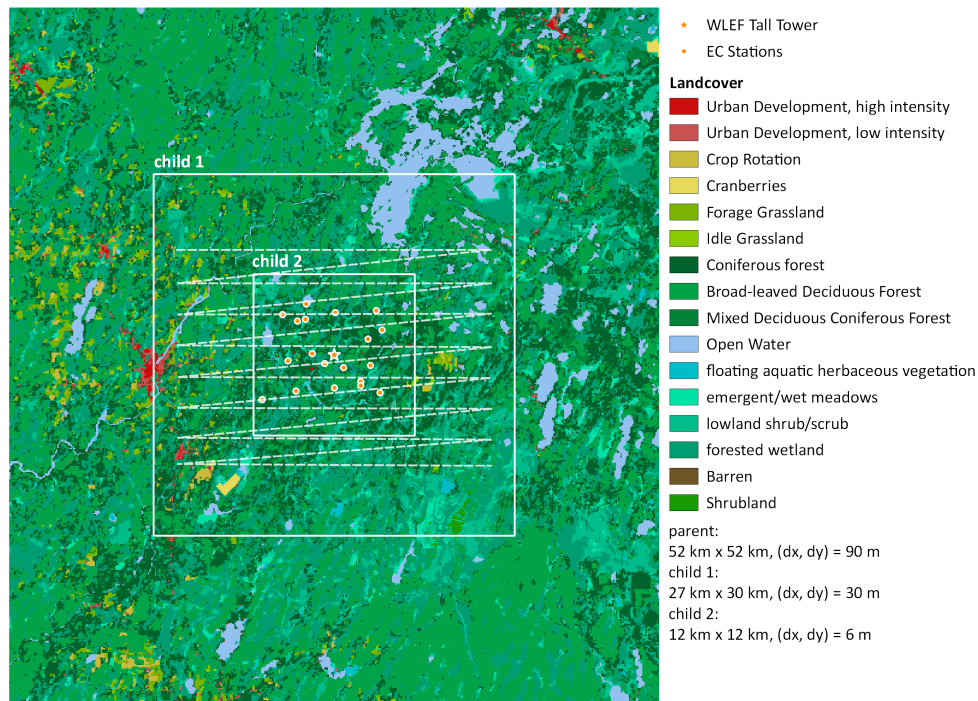 WLEF Tall Tower
EC Stations
Landcover
Urban Development, high intensity
Urban Development, low intensity
Crop Rotation
Cranberries
Forage Grassland
Idle Grassland
Coniferous forest
Broad-leaved Deciduous Forest
Mixed Deciduous Coniferous Forest
Open Water
floating aquatic herbaceous vegetation
emergent/wet meadows
lowland shrub/scrub
forested wetland
Barren
Shrubland
parent:
52 km x 52 km, (dx, dy) = 90 m
child 1:
27 km x 30 km, (dx, dy) = 30 m
child 2:
12 km x 12 km, (dx, dy) = 6 m
child 1
child 2